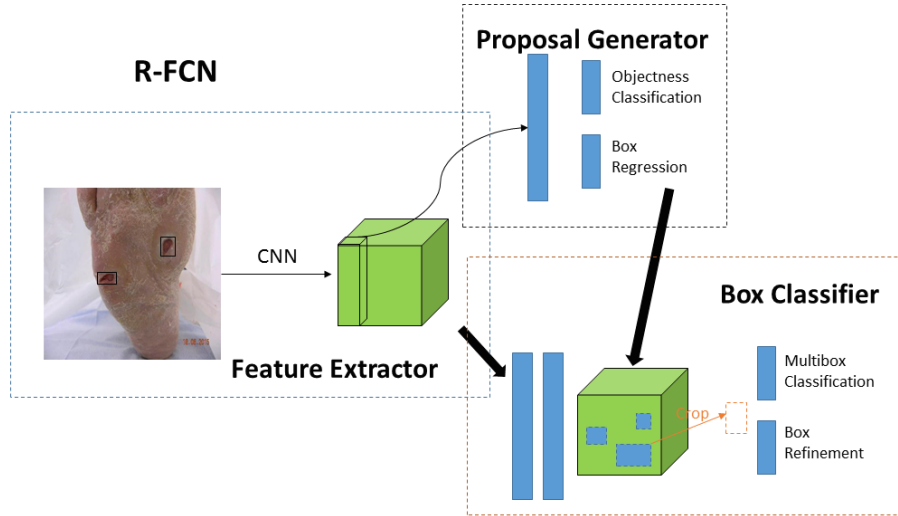 Proposal Generator
R-FCN
Objectness
Classification
Box
Regression
CNN
Feature Extractor
Box Classifier
Crop
Multibox
Classification
Box
Refinement